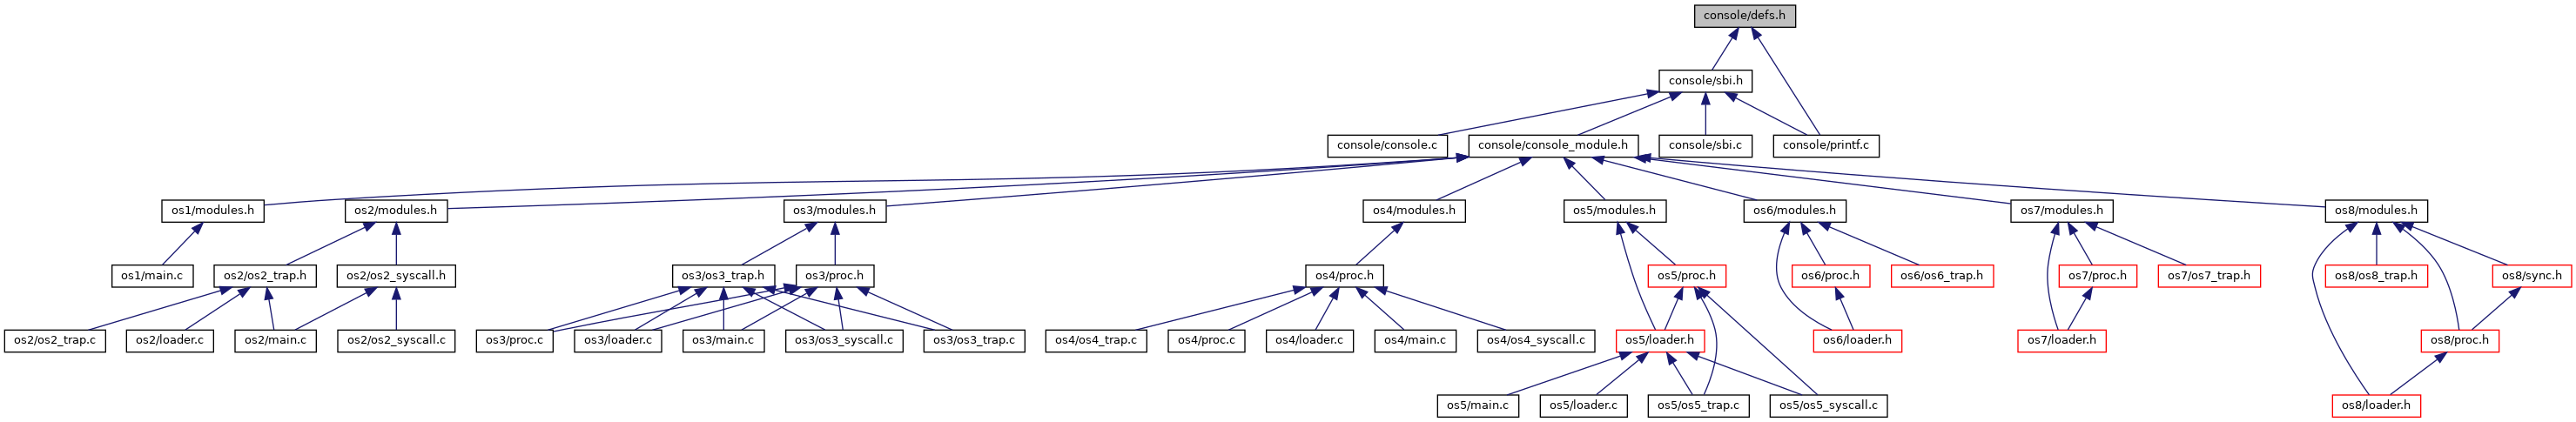 console/defs.h
console/sbi.h
console/console.c
console/console_module.h
console/sbi.c
console/printf.c
os1/modules.h
os2/modules.h
os3/modules.h
os4/modules.h
os5/modules.h
os6/modules.h
os7/modules.h
os8/modules.h
os1/main.c
os2/os2_trap.h
os2/os2_syscall.h
os3/os3_trap.h
os3/proc.h
os4/proc.h
os5/proc.h
os6/proc.h
os6/os6_trap.h
os7/proc.h
os7/os7_trap.h
os8/os8_trap.h
os8/sync.h
os2/os2_trap.c
os2/loader.c
os2/main.c
os2/os2_syscall.c
os3/proc.c
os3/loader.c
os3/main.c
os3/os3_syscall.c
os3/os3_trap.c
os4/os4_trap.c
os4/proc.c
os4/loader.c
os4/main.c
os4/os4_syscall.c
os5/loader.h
os6/loader.h
os7/loader.h
os8/proc.h
os5/main.c
os5/loader.c
os5/os5_trap.c
os5/os5_syscall.c
os8/loader.h